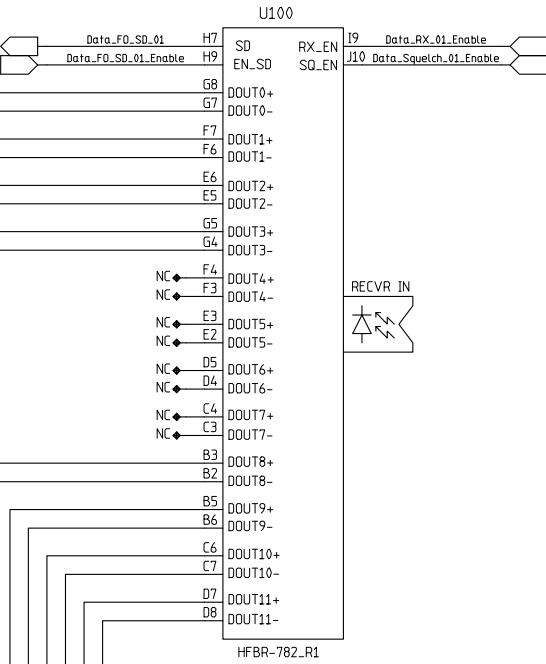 U100
Data_FO_SD_01 H7 SD RX_EN I9 Data_RX_01_Enable
Data_FO_SD_01_Enable H9 EN_SD SQ_EN J10 Data_Squelch_01_Enable
G8 DOUT0+
G7 DOUT0-
F7 DOUT1+
F6 DOUT1-
E6 DOUT2+
E5 DOUT2-
G5 DOUT3+
G4 DOUT3-
NC F4 DOUT4+
NC F3 DOUT4-
RECVR IN
NC E3 DOUT5+
NC E2 DOUT5-
NC D5 DOUT6+
NC D4 DOUT6-
NC C4 DOUT7+
NC C3 DOUT7-
B3 DOUT8+
B2 DOUT8-
B5 DOUT9+
B6 DOUT9-
C6 DOUT10+
C7 DOUT10-
D7 DOUT11+
D8 DOUT11-
HFBR-782_R1